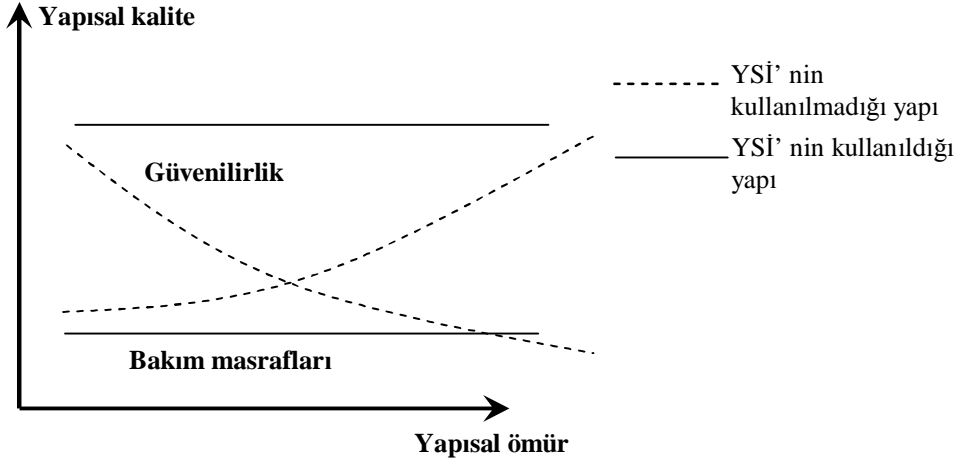 Yapısal kalite
YSİ’ nin
kullanılmadığı yapı
YSİ’ nin kullanıldığı
yapı
Güvenilirlik
Bakım masrafları
Yapısal ömür